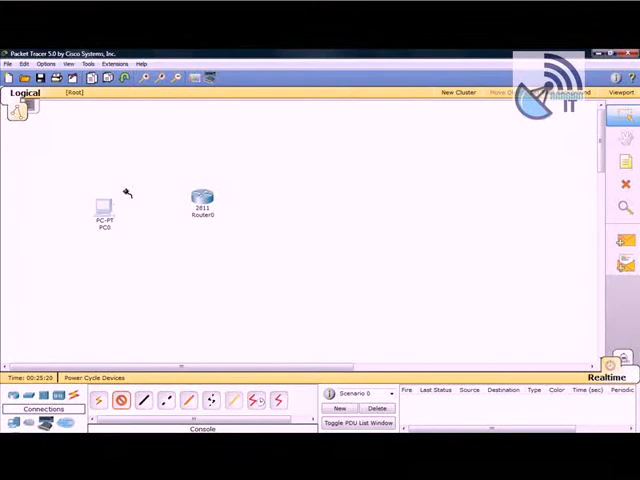 Packet Tracer 5.0 by Cisco Systems, Inc.
File Edit Options View Tools Extensions Help
Logical [Root] New Cluster Viewport
IT
2811
Router0
PC-PT
PC0
Realtime
Time: 00:25:20 Power Cycle Devices
Connections
Console
Scenario 0
New Delete
Toggle PDU List Window
Fire Last Status Source Destination Type Color Time (sec) Periodic